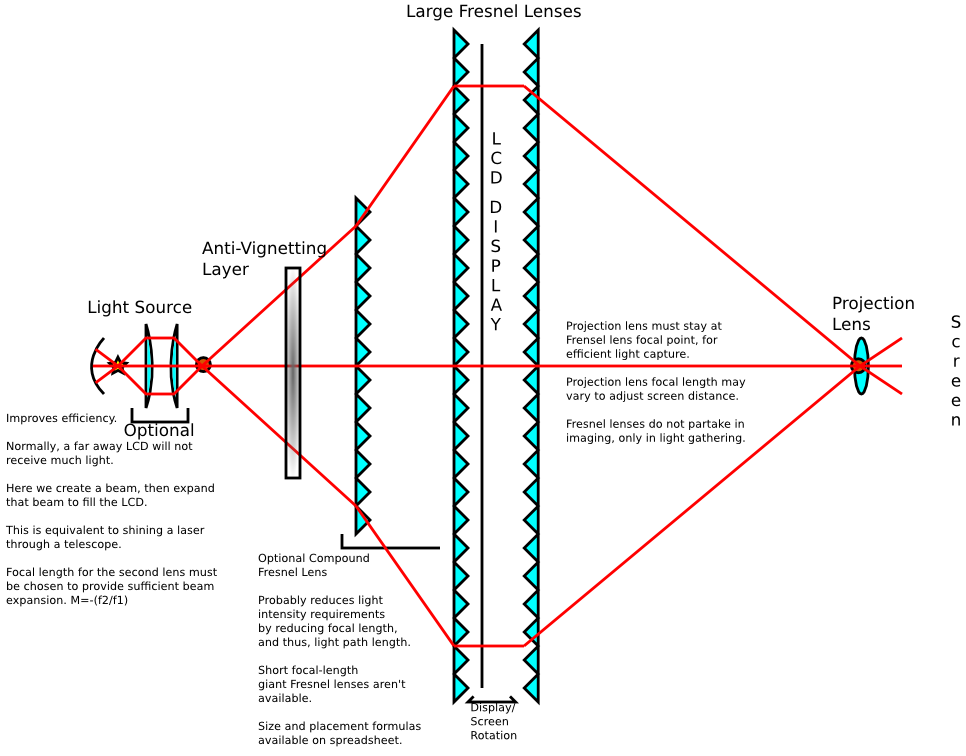 Large Fresnel Lenses
L
C
D
D
I
S
P
L
A
Y
Anti-Vignetting
Layer
Light Source
Projection
Lens
S
c
r
e
e
n
Projection lens must stay at
Frensel lens focal point, for
efficient light capture.
Projection lens focal length may
vary to adjust screen distance.
Fresnel lenses do not partake in
imaging, only in light gathering.
Optional
Improves efficiency.
Normally, a far away LCD will not
receive much light.
Here we create a beam, then expand
that beam to fill the LCD.
This is equivalent to shining a laser
through a telescope.
Focal length for the second lens must
be chosen to provide sufficient beam
expansion. M=-(f2/f1)
Optional Compound
Fresnel Lens
Probably reduces light
intensity requirements
by reducing focal length,
and thus, light path length.
Short focal-length
giant Fresnel lenses aren't
available.
Size and placement formulas
available on spreadsheet.
Display/
Screen
Rotation